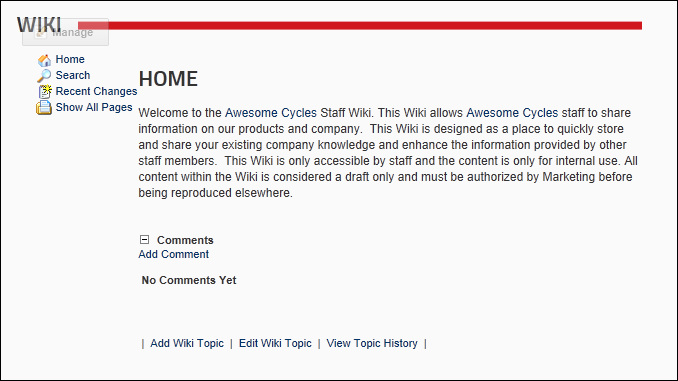 WIKI
Manage
Home
Search
Recent Changes
Show All Pages
HOME
Welcome to the Awesome Cycles Staff Wiki. This Wiki allows Awesome Cycles staff to share
information on our products and company.  This Wiki is designed as a place to quickly store
and share your existing company knowledge and enhance the information provided by other
staff members.  This Wiki is only accessible by staff and the content is only for internal use. All
content within the Wiki is considered a draft only and must be authorized by Marketing before
being reproduced elsewhere.
Comments
Add Comment
No Comments Yet
| Add Wiki Topic | Edit Wiki Topic | View Topic History |